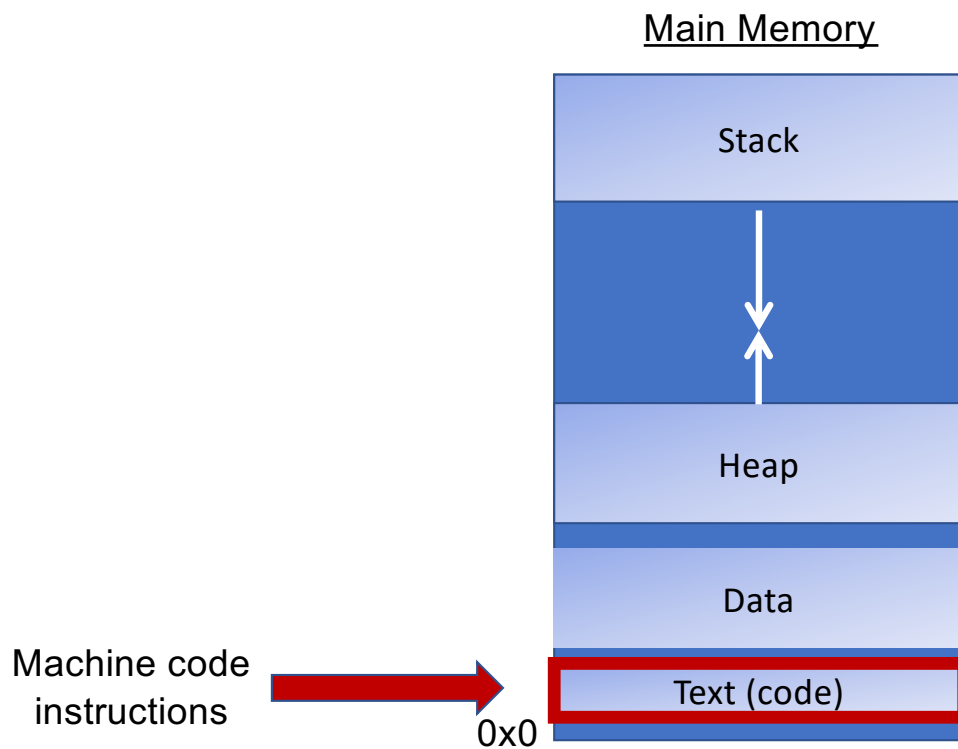 Main Memory
Stack
Heap
Data
Machine code
instructions
Text (code)
0x0